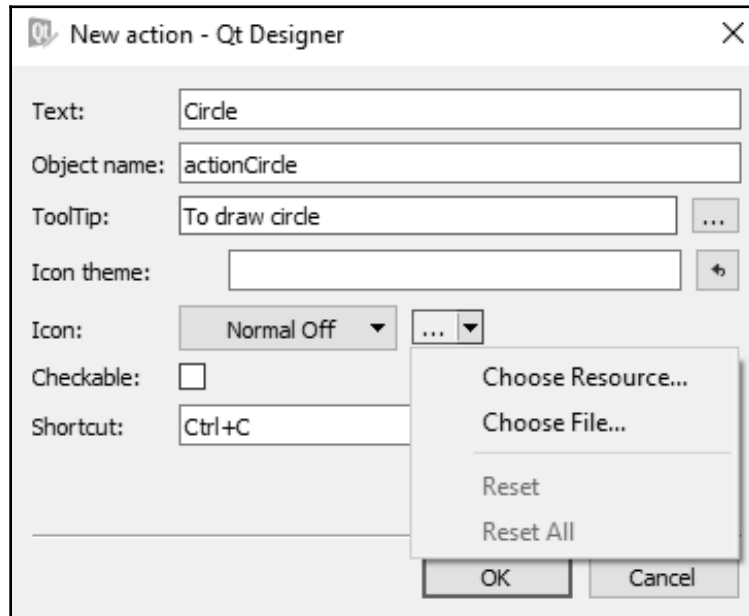 Qt New action - Qt Designer
Text: Circle
Object name: actionCircle
ToolTip: To draw circle ...
Icon theme:
Icon: Normal Off ...
Choose Resource...
Checkable:
Choose File...
Shortcut: Ctrl+C
Reset
Reset All
OK Cancel